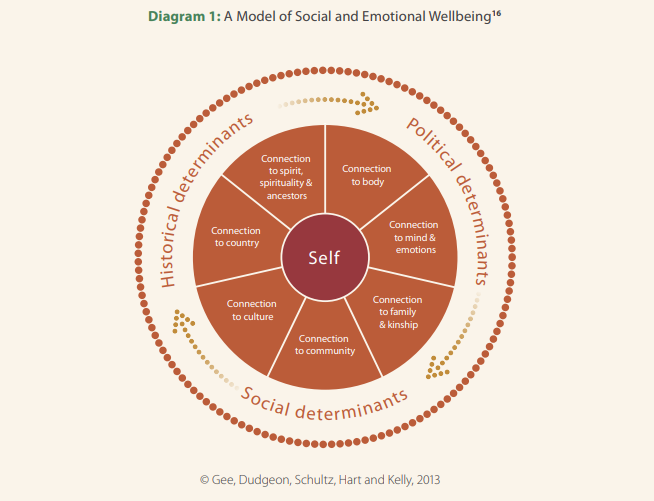 Diagram 1: A Model of Social and Emotional Wellbeing¹⁶
Historical determinants
Political determinants
Connection
to spirit,
spirituality &
ancestors
Connection
to body
Connection
to country
Connection
to mind &
emotions
Self
Connection
to culture
Connection
to family
& kinship
Connection
to community
Social determinants
© Gee, Dudgeon, Schultz, Hart and Kelly, 2013